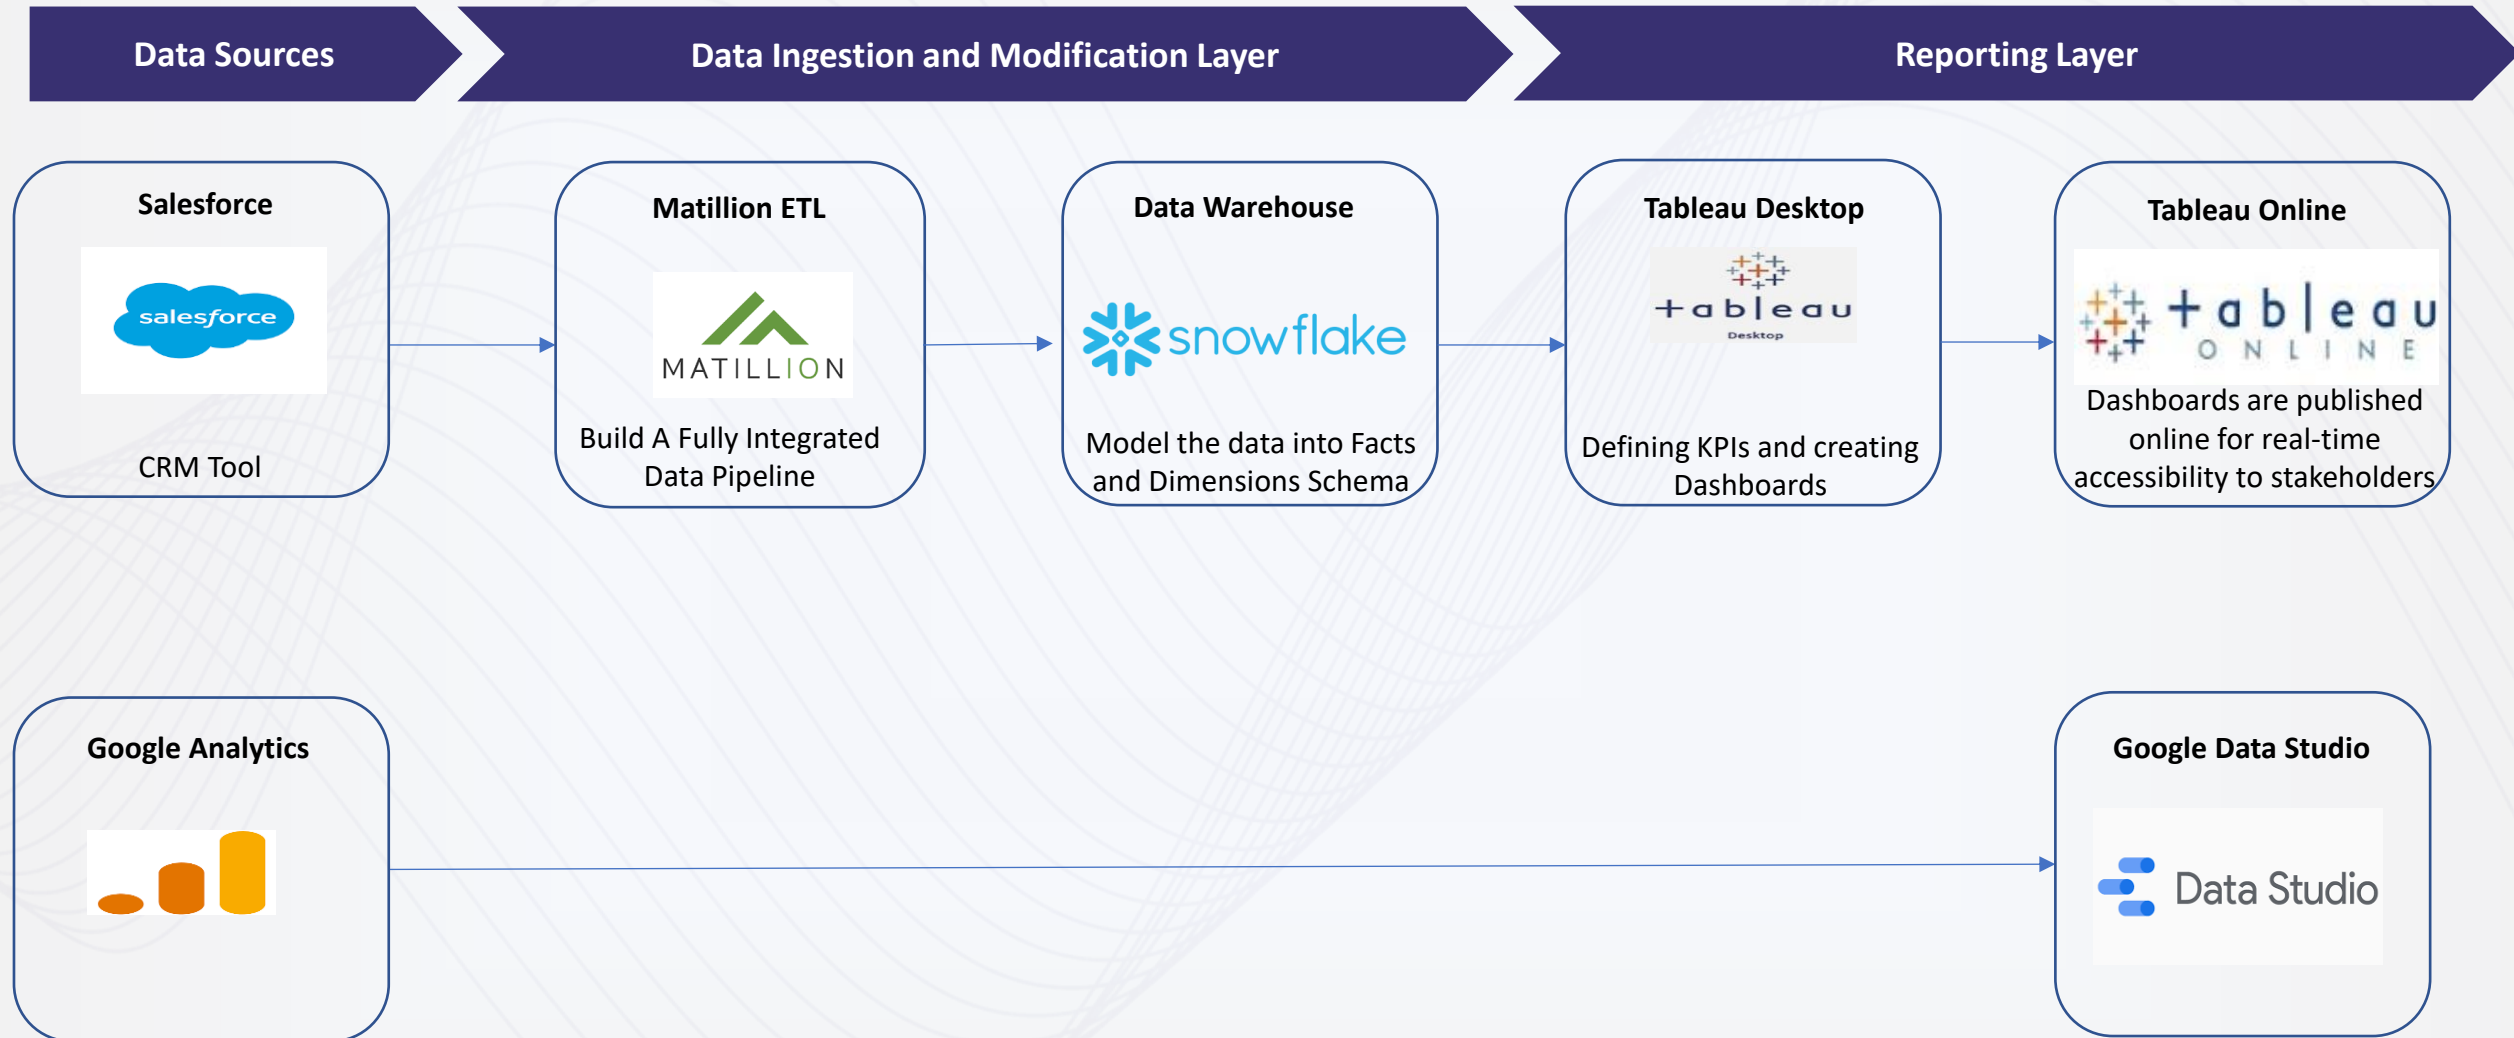 Data Sources
Data Ingestion and Modification Layer
Reporting Layer
Salesforce
salesforce
CRM Tool
Matillion ETL
MATILLION
Build A Fully Integrated
Data Pipeline
Data Warehouse
snowflake
Model the data into Facts
and Dimensions Schema
Tableau Desktop
tableau
Desktop
Defining KPIs and creating
Dashboards
Tableau Online
tableau
ONLINE
Dashboards are published
online for real-time
accessibility to stakeholders
Google Analytics
Google Data Studio
Data Studio